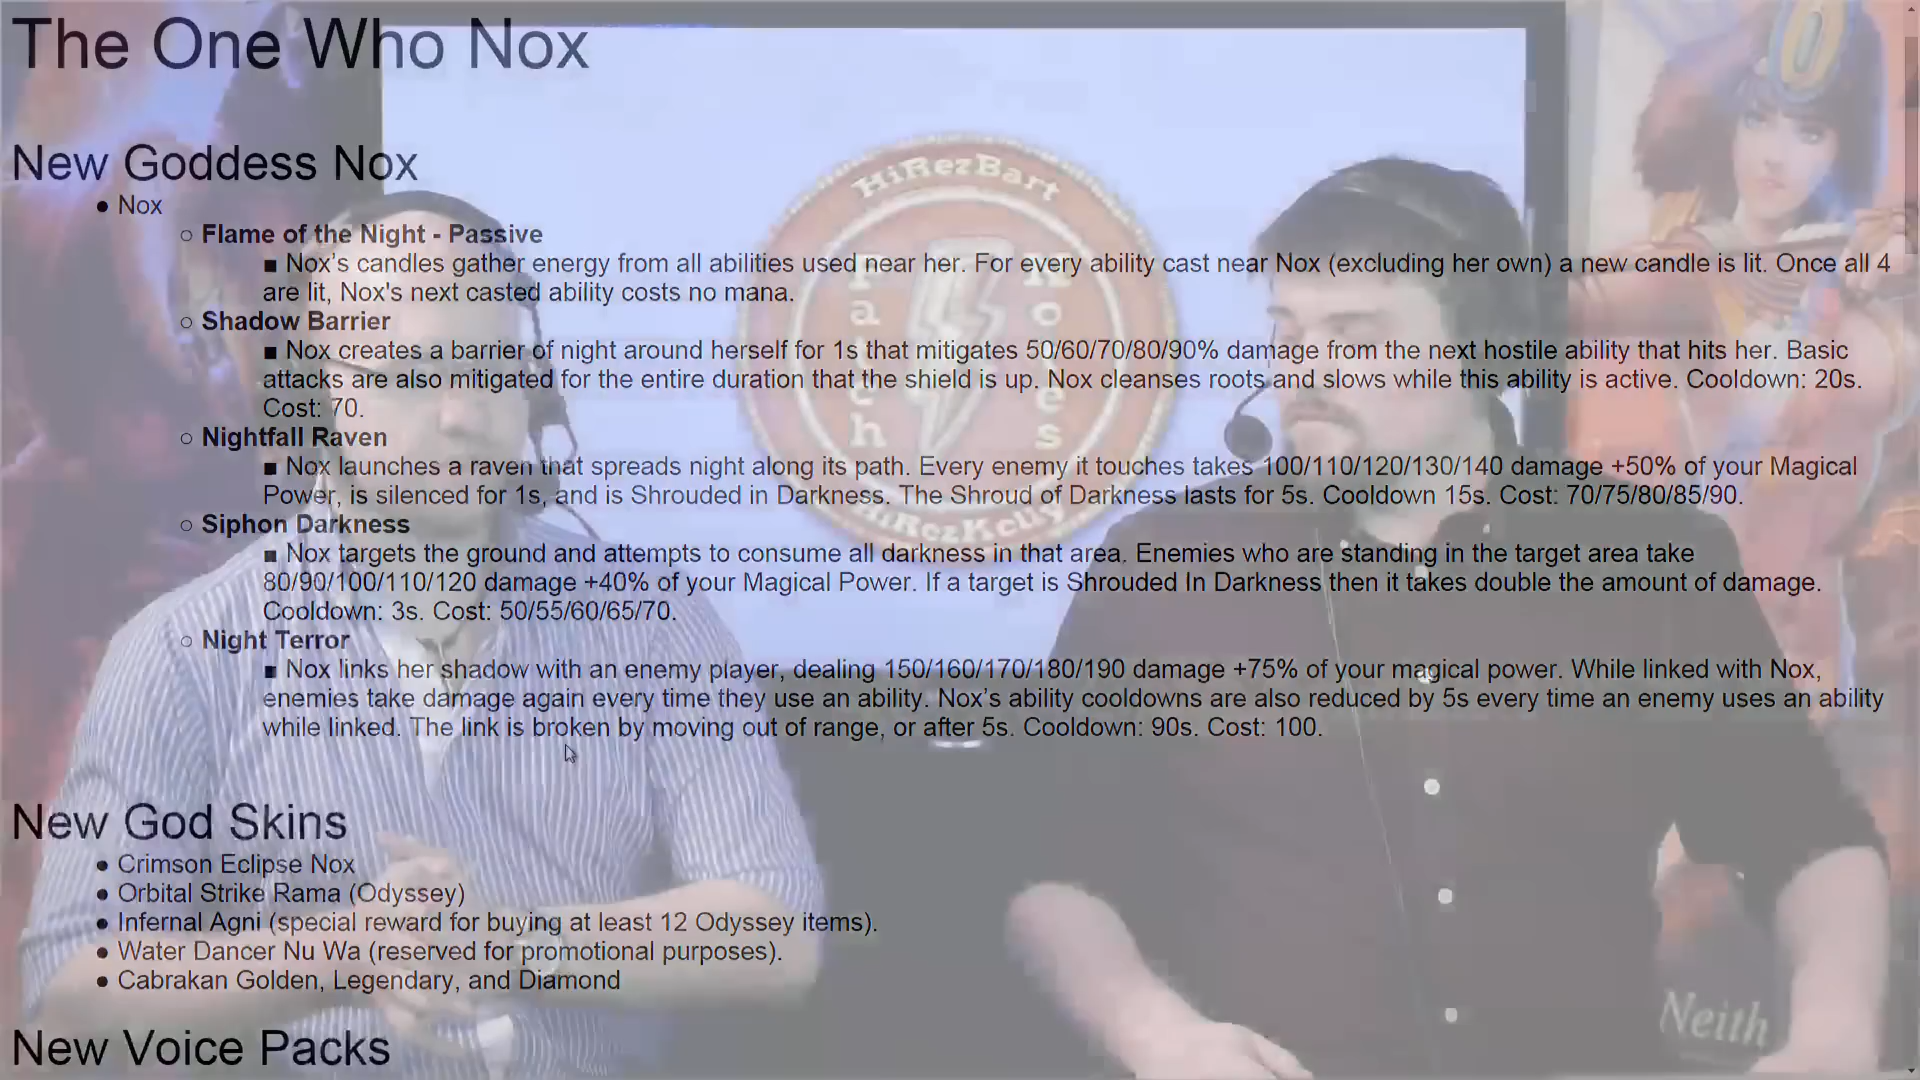 The One Who Nox
New Goddess Nox
● Nox
○ Flame of the Night - Passive
■ Nox’s candles gather energy from all abilities used near her. For every ability cast near Nox (excluding her own) a new candle is lit. Once all 4
are lit, Nox's next casted ability costs no mana.
○ Shadow Barrier
■ Nox creates a barrier of night around herself for 1s that mitigates 50/60/70/80/90% damage from the next hostile ability that hits her. Basic
attacks are also mitigated for the entire duration that the shield is up. Nox cleanses roots and slows while this ability is active. Cooldown: 20s.
Cost: 70.
○ Nightfall Raven
■ Nox launches a raven that spreads night along its path. Every enemy it touches takes 100/110/120/130/140 damage +50% of your Magical
Power, is silenced for 1s, and is Shrouded in Darkness. The Shroud of Darkness lasts for 5s. Cooldown 15s. Cost: 70/75/80/85/90.
○ Siphon Darkness
■ Nox targets the ground and attempts to consume all darkness in that area. Enemies who are standing in the target area take
80/90/100/110/120 damage +40% of your Magical Power. If a target is Shrouded In Darkness then it takes double the amount of damage.
Cooldown: 3s. Cost: 50/55/60/65/70.
○ Night Terror
■ Nox links her shadow with an enemy player, dealing 150/160/170/180/190 damage +75% of your magical power. While linked with Nox,
enemies take damage again every time they use an ability. Nox’s ability cooldowns are also reduced by 5s every time an enemy uses an ability
while linked. The link is broken by moving out of range, or after 5s. Cooldown: 90s. Cost: 100.
New God Skins
● Crimson Eclipse Nox
● Orbital Strike Rama (Odyssey)
● Infernal Agni (special reward for buying at least 12 Odyssey items).
● Water Dancer Nu Wa (reserved for promotional purposes).
● Cabrakan Golden, Legendary, and Diamond
New Voice Packs
HiRezBart
Patch
Notes
HiRezKelly
Neith